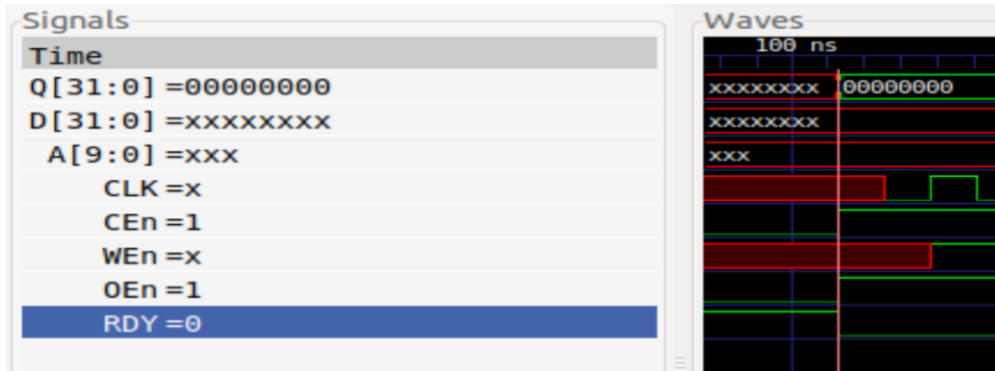 Signals
Time
Q[31:0]=00000000
D[31:0]=xxxxxxxx
A[9:0]=xxx
CLK=x
CEn=1
WEn=x
OEn=1
RDY=0
Waves
100 ns
xxxxxxxx 00000000
xxxxxxxx
xxx